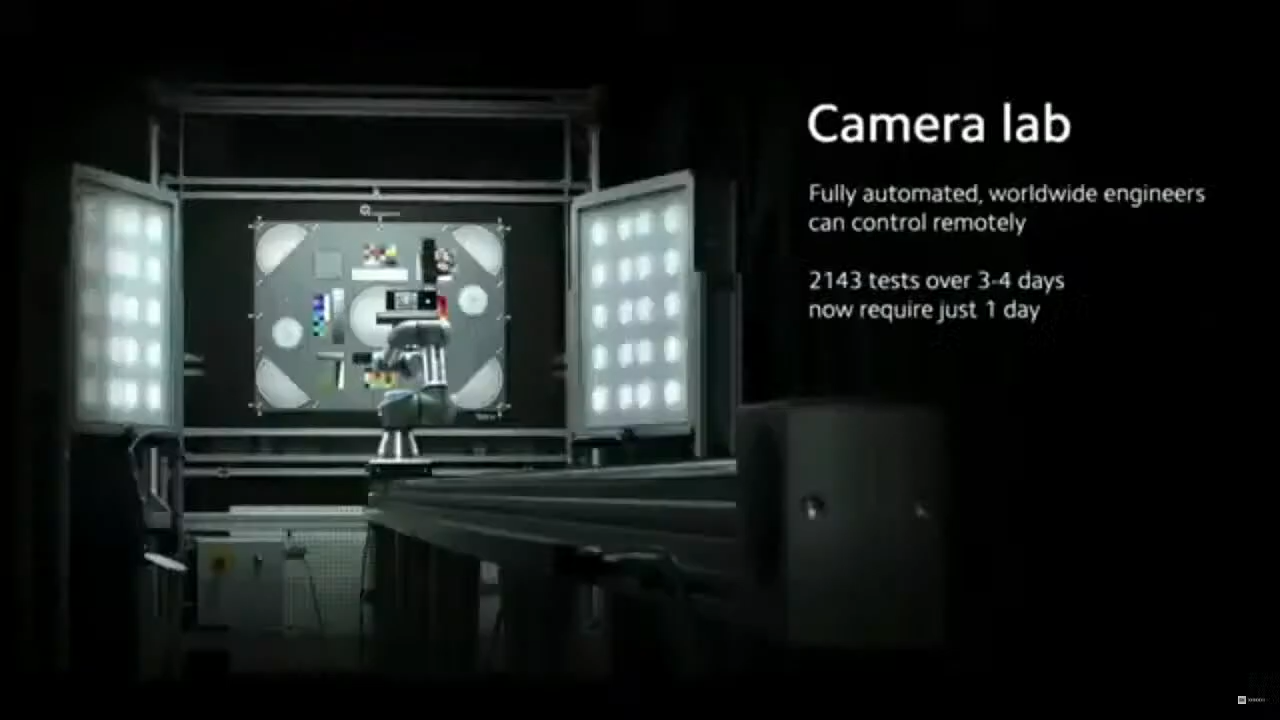 Camera lab
Fully automated, worldwide engineers
can control remotely
2143 tests over 3-4 days
now require just 1 day